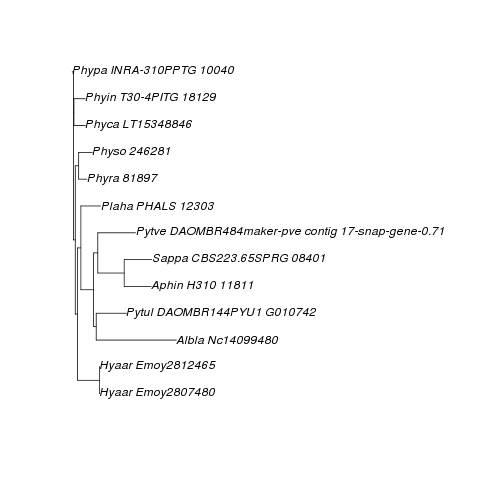 Phypa INRA-310PPTG 10040
Phyin T30-4PITG 18129
Phyca LT15348846
Physo 246281
Phyra 81897
Plaha PHALS 12303
Pytve DAOMBR484maker-pve contig 17-snap-gene-0.71
Sappa CBS223.65SPRG 08401
Aphin H310 11811
Pytul DAOMBR144PYU1 G010742
Albla Nc14099480
Hyaar Emoy2812465
Hyaar Emoy2807480